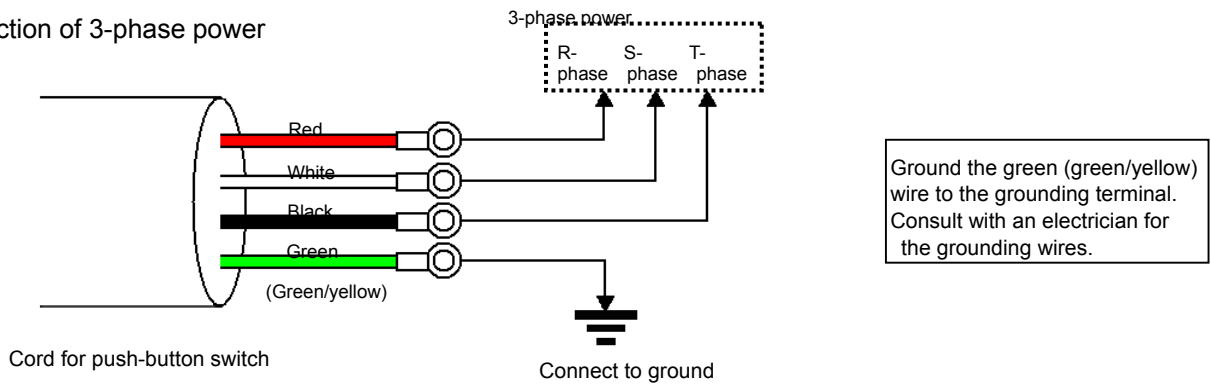 ction of 3-phase power
3-phase power
R- S- T-
phase phase phase
Red
White
Black
Green
(Green/yellow)
Ground the green (green/yellow)
wire to the grounding terminal.
Consult with an electrician for
the grounding wires.
Cord for push-button switch
Connect to ground